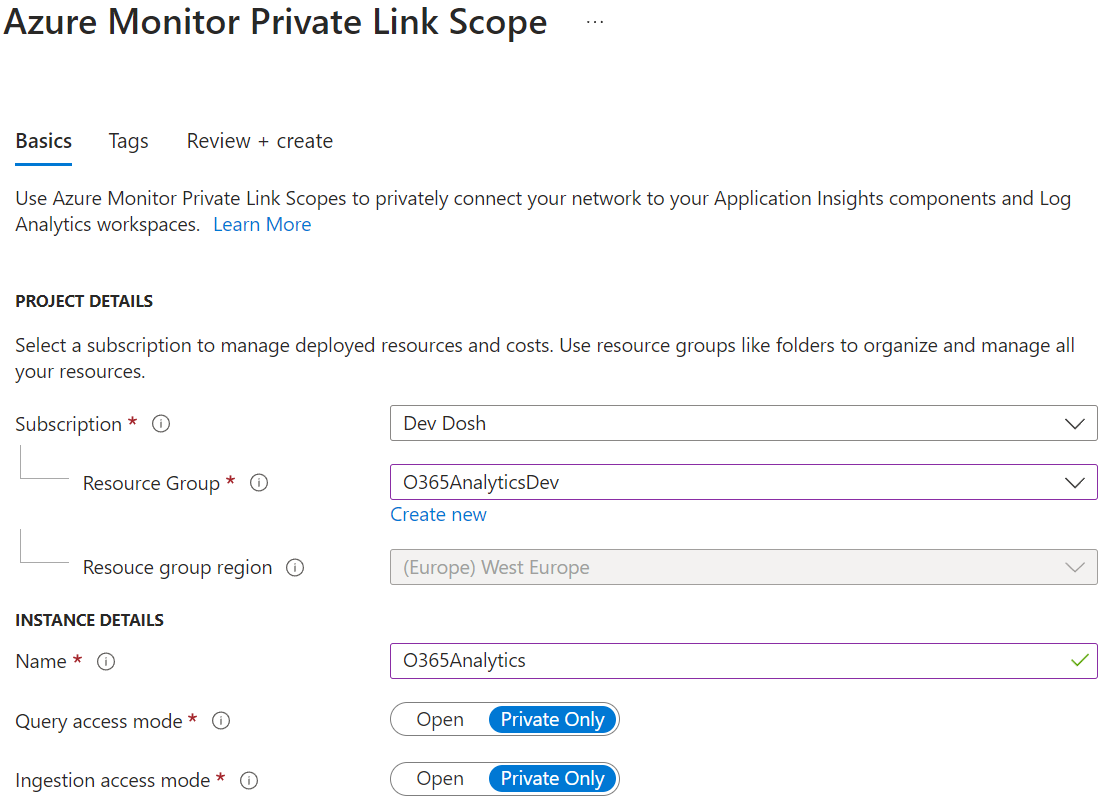 Azure Monitor Private Link Scope ...
Basics Tags Review + create
Use Azure Monitor Private Link Scopes to privately connect your network to your Application Insights components and Log
Analytics workspaces. Learn More
PROJECT DETAILS
Select a subscription to manage deployed resources and costs. Use resource groups like folders to organize and manage all
your resources.
Subscription * Dev Dosh
Resource Group * O365AnalyticsDev
Create new
Resouce group region (Europe) West Europe
INSTANCE DETAILS
Name * O365Analytics
Query access mode * Open Private Only
Ingestion access mode * Open Private Only